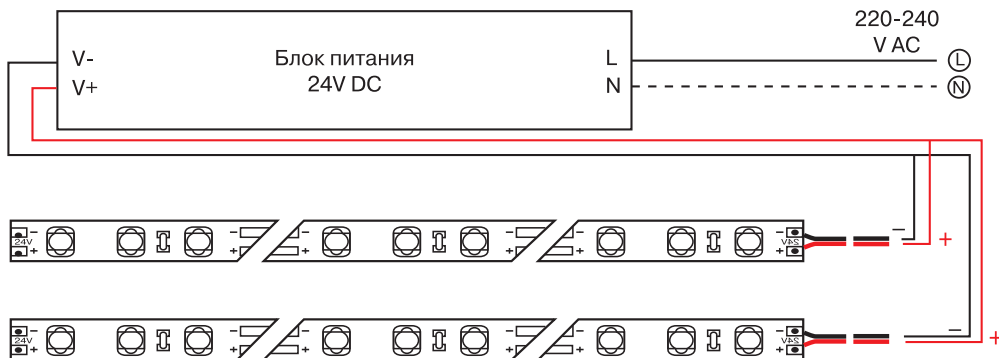 220-240
V AC
V-
Блок питания
L
L
V+
24V DC
N
N
- - - - - -
24V 24V
+ + + + + +
- +
- - - - - -
24V 24V
+ + + + + +
- +